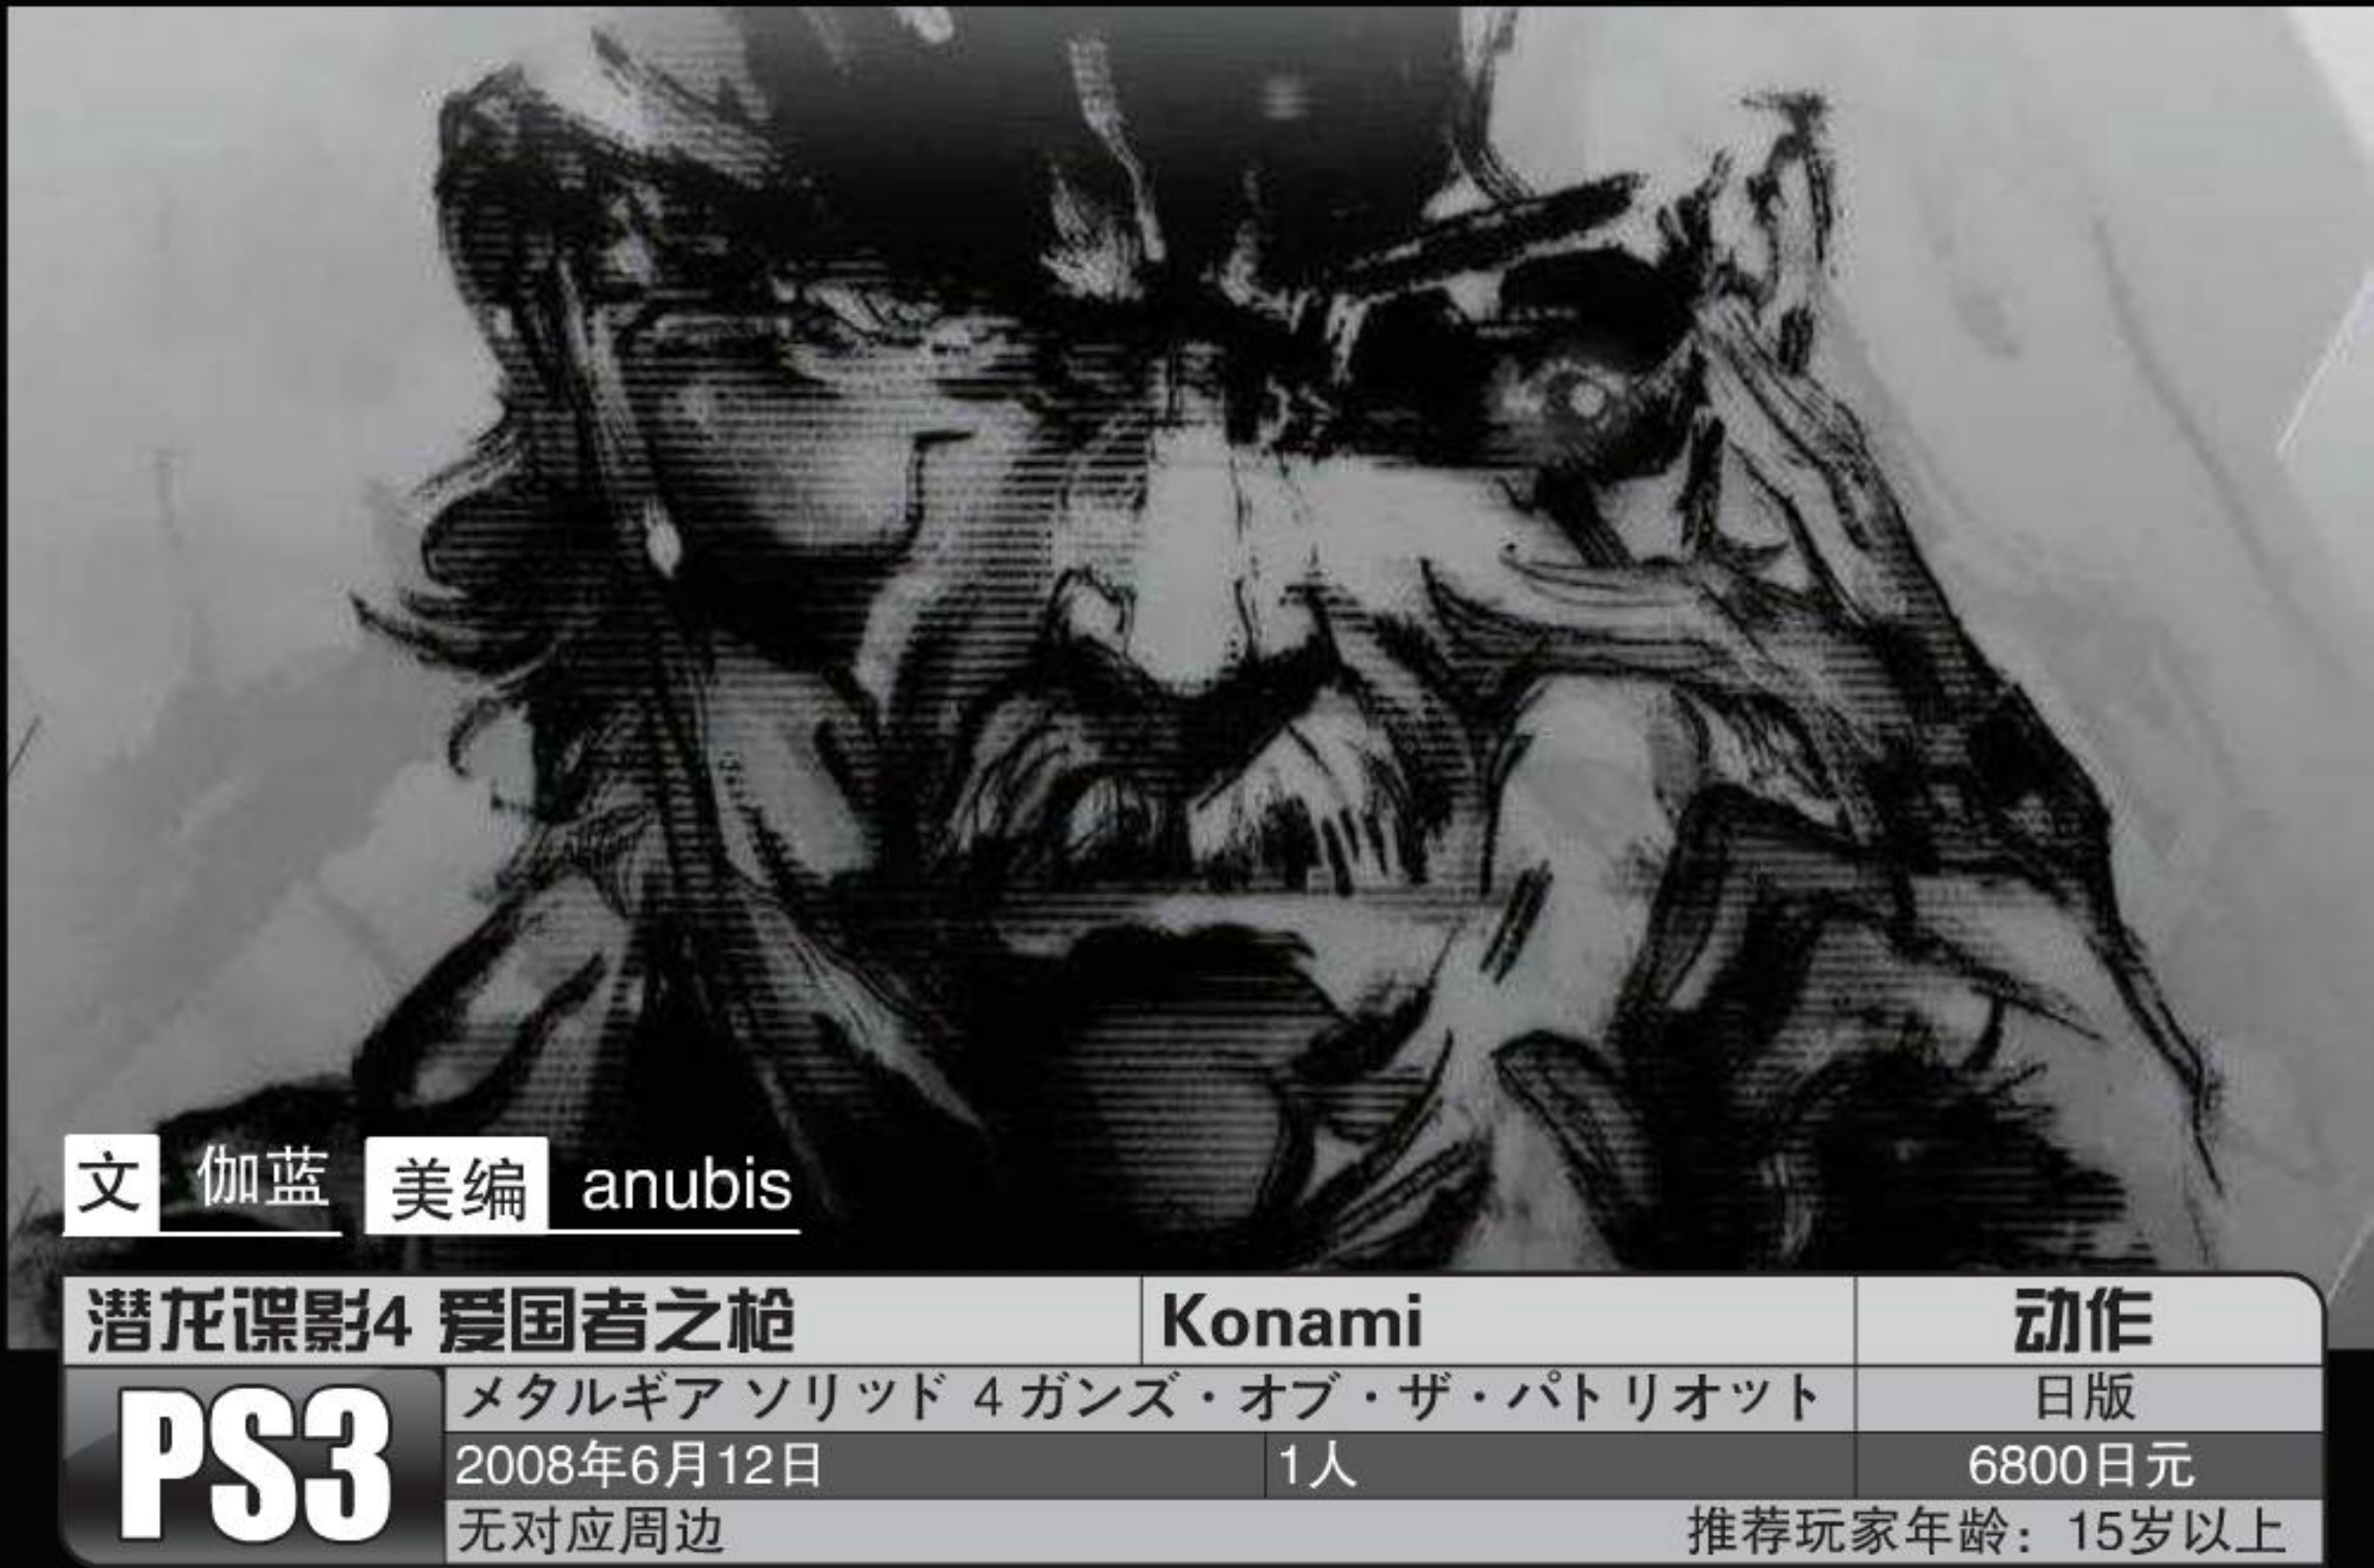 文 伽蓝 美编 anubis
潜龙谍影4 爱国者之枪 Konami 动作
PS3
メタルギア ソリッド 4 ガンズ・オブ・ザ・パトリオット 日版
2008年6月12日 1人 6800日元
无对应周边 推荐玩家年龄：15岁以上